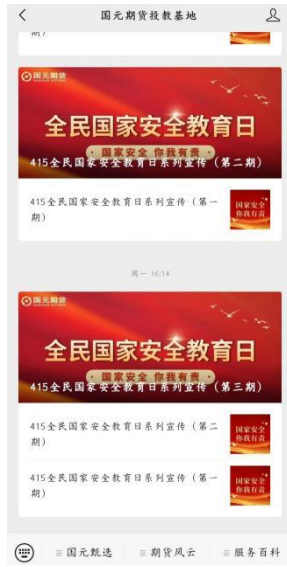 国元期货投教基地
期)
国元期货
全民国家安全教育日
国家安全 你我有责
415全民国家安全教育日系列宣传（第二期）
415全民国家安全教育日系列宣传（第一
期）
国家安全
你我有责
周一 16:14
国元期货
全民国家安全教育日
国家安全 你我有责
415全民国家安全教育日系列宣传（第三期）
415全民国家安全教育日系列宣传（第二
期）
国家安全
你我有责
415全民国家安全教育日系列宣传（第一
期）
国家安全
你我有责
国元甄选
期货风云
服务百科